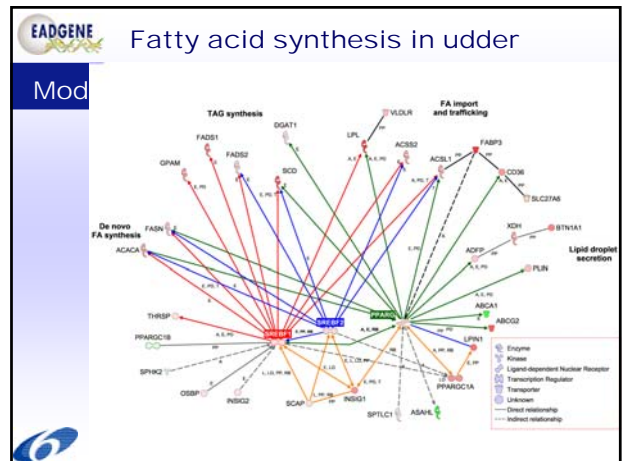 EADGENE
Fatty acid synthesis in udder
Mod
TAG synthesis
FA import
and trafficking
DGAT1
VLDLR
FADS1
FADS2
LPL
ACSS2
FABP3
GPAM
SCD
ACSL1
CD36
SLC27A6
De novo
FA synthesis
FASN
XDH
BTN1A1
ACACA
ADFP
Lipid droplet
secretion
PLIN
THRSP
SREBF1
SREBF2
PPARG
ABCA1
ABCG2
PPARGC1B
LPIN1
SPHK2
PPARGC1A
OSBP
INSIG2
SCAP
INSIG1
SPTLC1
ASAHL
Enzyme
Kinase
Ligand-dependent Nuclear Receptor
Transcription Regulator
Transporter
Unknown
Direct relationship
Indirect relationship
6